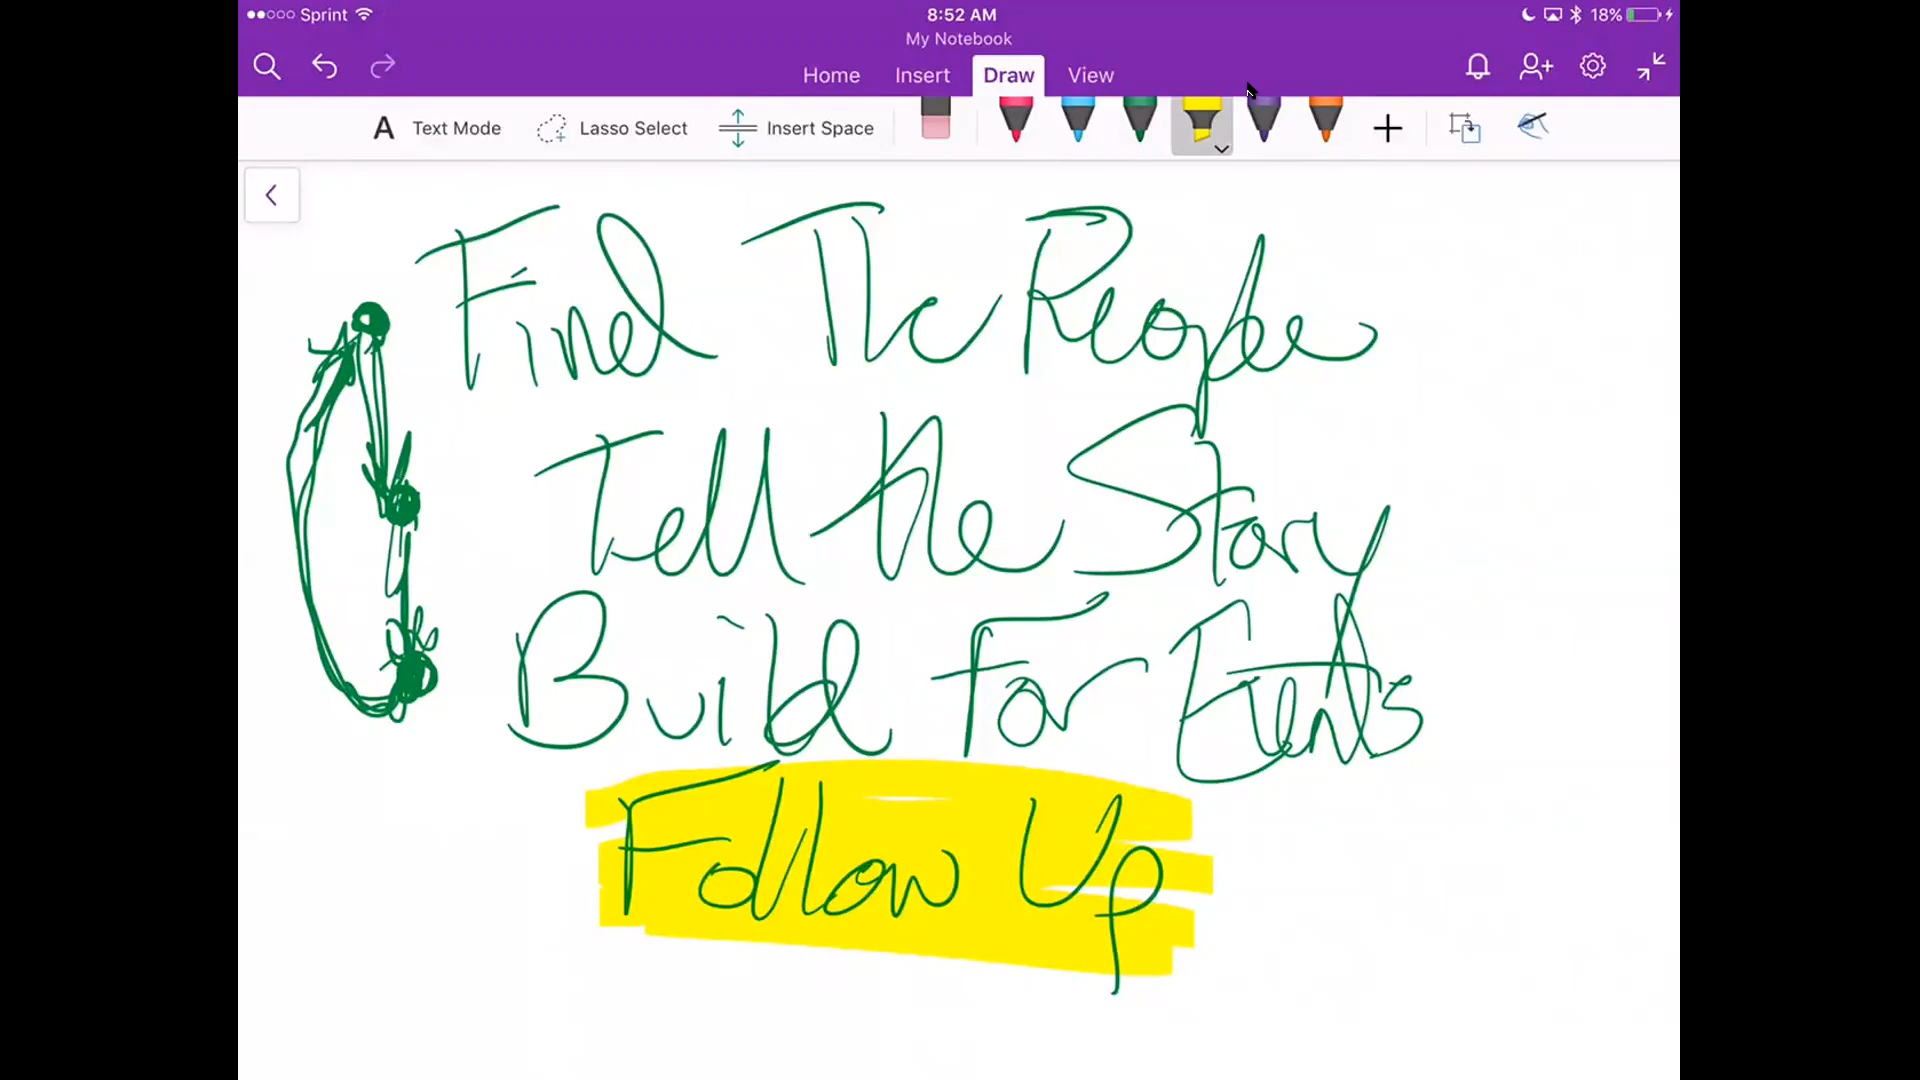 Sprint 8:52 AM 18%
My Notebook
Home Insert Draw View
A Text Mode Lasso Select Insert Space
Find The People
Tell the Story
Build For Events
Follow Up